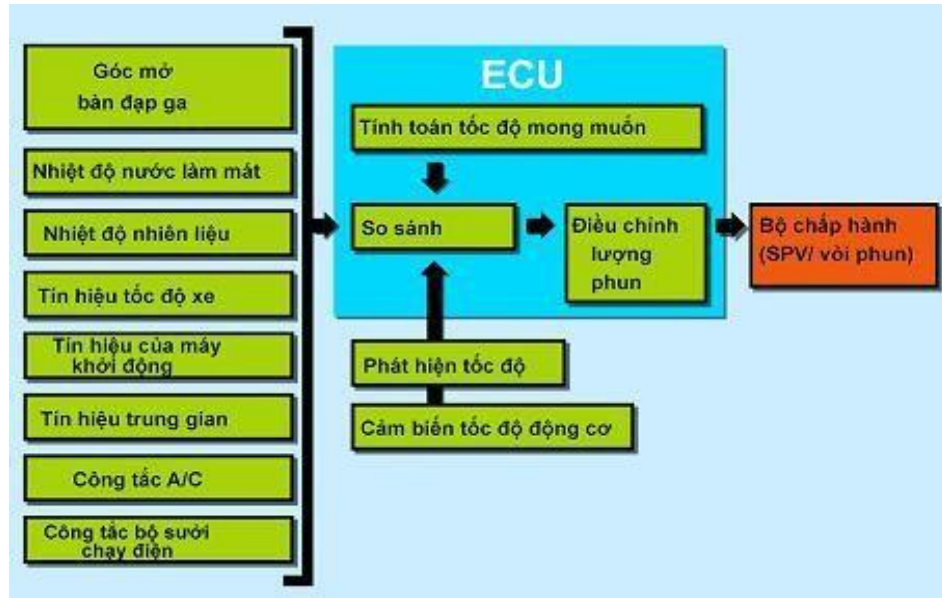 Góc mở
bàn đạp ga
Nhiệt độ nước làm mát
Nhiệt độ nhiên liệu
Tín hiệu tốc độ xe
Tín hiệu của máy
khởi động
Tín hiệu trung gian
Công tắc A/C
Công tắc bộ sưởi
chạy điện
ECU
Tính toán tốc độ mong muốn
So sánh
Điều chỉnh
lượng
phun
Phát hiện tốc độ
Cảm biến tốc độ động cơ
Bộ chấp hành
(SPV/ vòi phun)